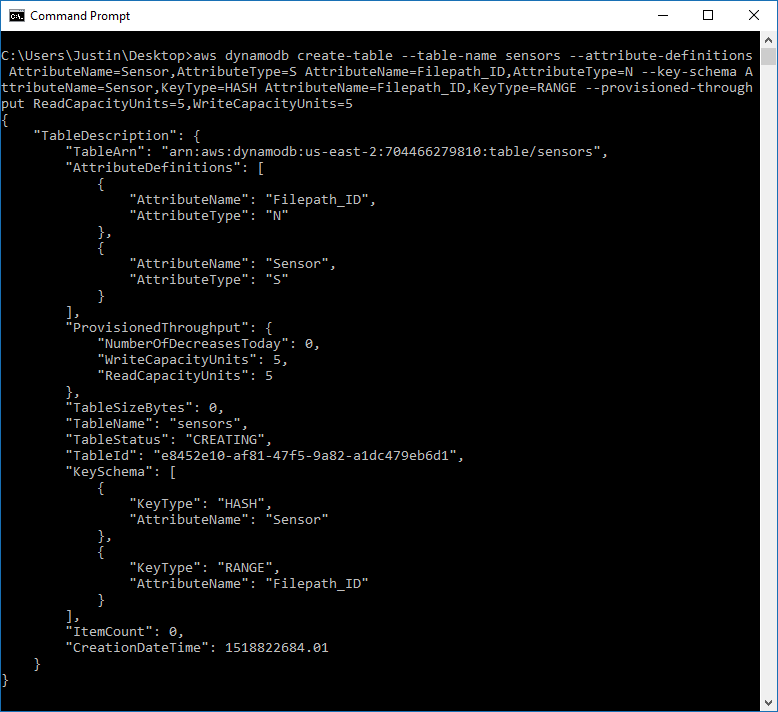 Command Prompt
C:\Users\Justin\Desktop>aws dynamodb create-table --table-name sensors --attribute-definitions
 AttributeName=Sensor,AttributeType=S AttributeName=Filepath_ID,AttributeType=N --key-schema A
ttributeName=Sensor,KeyType=HASH AttributeName=Filepath_ID,KeyType=RANGE --provisioned-through
put ReadCapacityUnits=5,WriteCapacityUnits=5
{
    "TableDescription": {
        "TableArn": "arn:aws:dynamodb:us-east-2:704466279810:table/sensors",
        "AttributeDefinitions": [
            {
                "AttributeName": "Filepath_ID",
                "AttributeType": "N"
            },
            {
                "AttributeName": "Sensor",
                "AttributeType": "S"
            }
        ],
        "ProvisionedThroughput": {
            "NumberOfDecreasesToday": 0,
            "WriteCapacityUnits": 5,
            "ReadCapacityUnits": 5
        },
        "TableSizeBytes": 0,
        "TableName": "sensors",
        "TableStatus": "CREATING",
        "TableId": "e8452e10-af81-47f5-9a82-a1dc479eb6d1",
        "KeySchema": [
            {
                "KeyType": "HASH",
                "AttributeName": "Sensor"
            },
            {
                "KeyType": "RANGE",
                "AttributeName": "Filepath_ID"
            }
        ],
        "ItemCount": 0,
        "CreationDateTime": 1518822684.01
    }
}